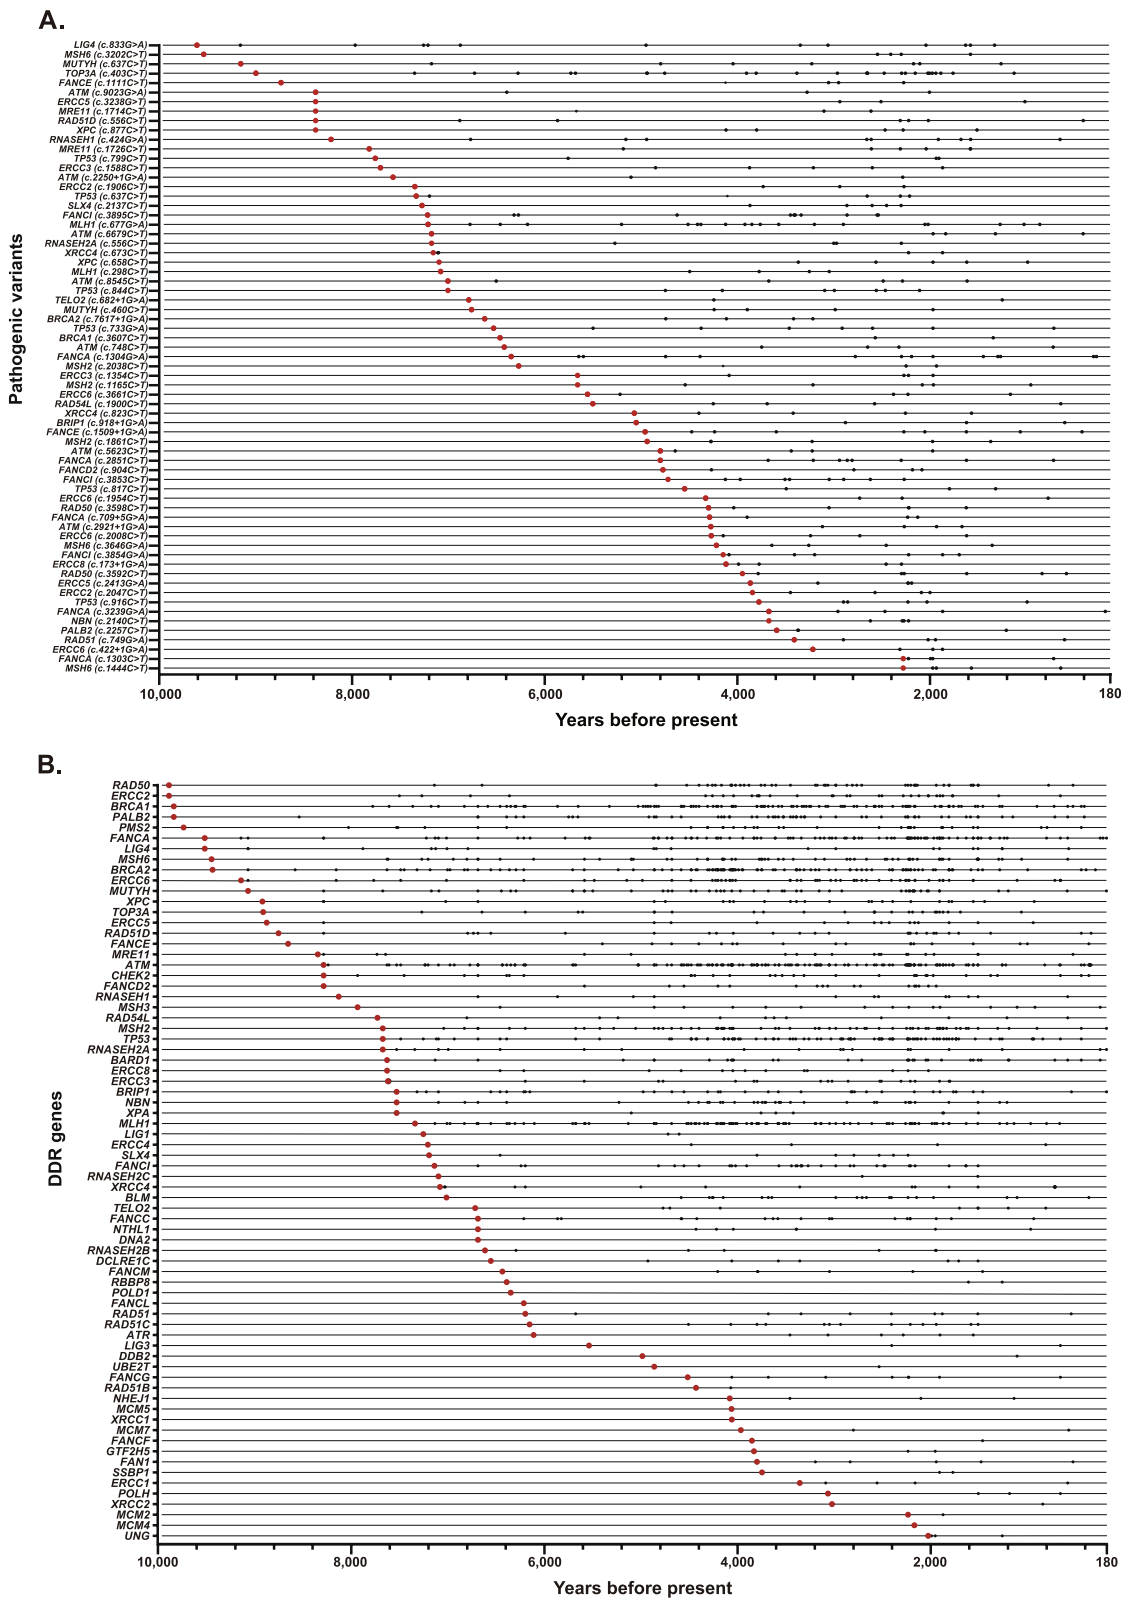 A.
Pathogenic variants
LIG4 (c.833G>A)
MSH6 (c.3202C>T)
MUTYH (c.637C>T)
TOP3A (c.403C>T)
FANCE (c.1111C>T)
ATM (c.9023G>A)
ERCC5 (c.3238G>T)
MRE11 (c.1714C>T)
RAD51D (c.556C>T)
XPC (c.877C>T)
RNASEH1 (c.424G>A)
MRE11 (c.1726C>T)
TP53 (c.799C>T)
ERCC3 (c.1588C>T)
ATM (c.2250+1G>A)
ERCC2 (c.1906C>T)
TP53 (c.637C>T)
SLX4 (c.2137C>T)
FANCI (c.3895C>T)
MLH1 (c.677G>A)
ATM (c.6679C>T)
RNASEH2A (c.556C>T)
XRCC4 (c.673C>T)
XPC (c.658C>T)
MLH1 (c.298C>T)
ATM (c.8545C>T)
TP53 (c.844C>T)
TELO2 (c.682+1G>A)
MUTYH (c.460C>T)
BRCA2 (c.7617+1G>A)
TP53 (c.733G>A)
BRCA1 (c.3607C>T)
ATM (c.748C>T)
FANCA (c.1304G>A)
MSH2 (c.2038C>T)
ERCC3 (c.1354C>T)
MSH2 (c.1165C>T)
ERCC6 (c.3661C>T)
RAD54L (c.1900C>T)
XRCC4 (c.823C>T)
BRIP1 (c.918+1G>A)
FANCE (c.1509+1G>A)
MSH2 (c.1861C>T)
ATM (c.5623C>T)
FANCA (c.2851C>T)
FANCD2 (c.904C>T)
FANCI (c.3853C>T)
TP53 (c.817C>T)
ERCC6 (c.1954C>T)
RAD50 (c.3598C>T)
FANCA (c.709+5G>A)
ATM (c.2921+1G>A)
ERCC6 (c.2008C>T)
MSH6 (c.3646G>A)
FANCI (c.3854G>A)
ERCC8 (c.173+1G>A)
RAD50 (c.3592C>T)
ERCC5 (c.2413G>A)
ERCC2 (c.2047C>T)
TP53 (c.916C>T)
FANCA (c.3239G>A)
NBN (c.2140C>T)
PALB2 (c.2257C>T)
RAD51 (c.749G>A)
ERCC6 (c.422+1G>A)
FANCA (c.1303C>T)
MSH6 (c.1444C>T)
10,000 8,000 6,000 4,000 2,000 180
Years before present
B.
DDR genes
RAD50
ERCC2
BRCA1
PALB2
PMS2
FANCA
LIG4
MSH6
BRCA2
ERCC6
MUTYH
XPC
TOP3A
ERCC5
RAD51D
FANCE
MRE11
ATM
CHEK2
FANCD2
RNASEH1
MSH3
RAD54L
MSH2
TP53
RNASEH2A
BARD1
ERCC8
ERCC3
BRIP1
NBN
XPA
MLH1
LIG1
ERCC4
SLX4
FANCI
RNASEH2C
XRCC4
BLM
TELO2
FANCC
NTHL1
DNA2
RNASEH2B
DCLRE1C
FANCM
RBBP8
POLD1
FANCL
RAD51
RAD51C
ATR
LIG3
DDB2
UBE2T
FANCG
RAD51B
NHEJ1
MCM5
XRCC1
MCM7
FANCF
GTF2H5
FAN1
SSBP1
ERCC1
POLH
XRCC2
MCM2
MCM4
UNG
10,000 8,000 6,000 4,000 2,000 180
Years before present